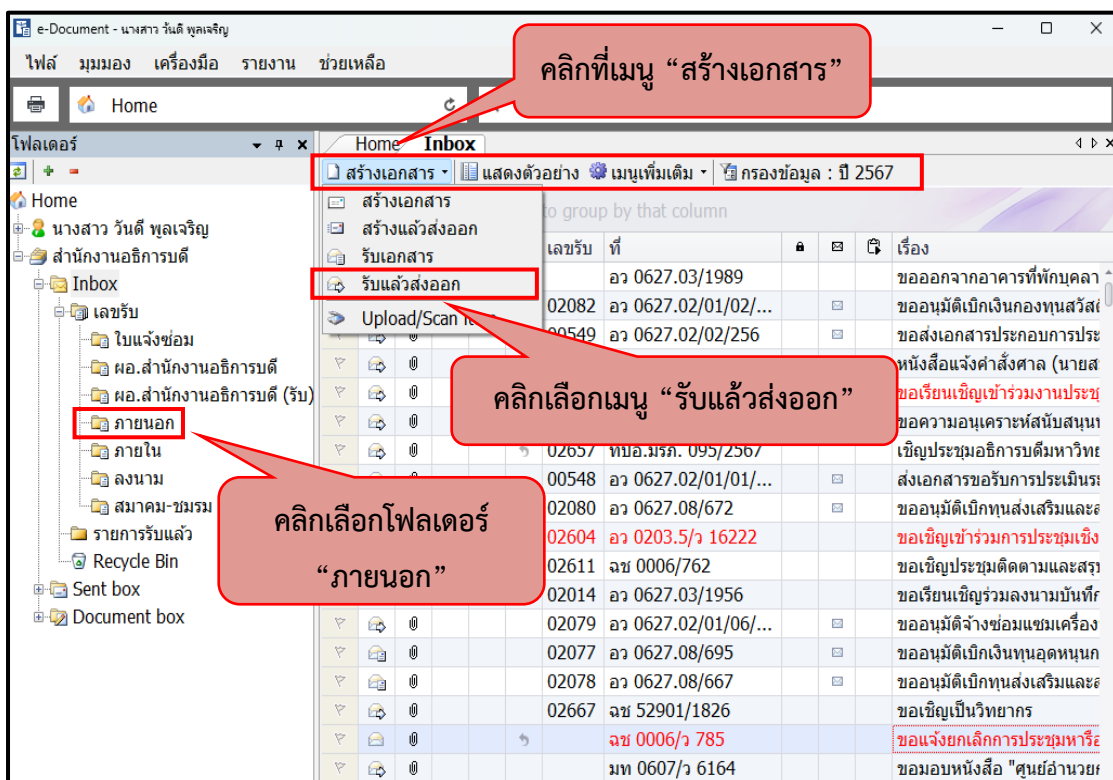 e-Document - นางสาว วันดี พูลเจริญ
ไฟล์ มุมมอง เครื่องมือ รายงาน ช่วยเหลือ
คลิกที่เมนู “สร้างเอกสาร”
Home
โฟลเดอร์
Home Inbox
สร้างเอกสาร แสดงตัวอย่าง เมนูเพิ่มเติม กรองข้อมูล : ปี 2567
Home
นางสาว วันดี พูลเจริญ
สำนักงานอธิการบดี
Inbox
เลขรับ
ใบแจ้งซ่อม
ผอ.สำนักงานอธิการบดี
ผอ.สำนักงานอธิการบดี (รับ)
ภายนอก
ภายใน
ลงนาม
สมาคม-ชมรม
รายการรับแล้ว
Recycle Bin
Sent box
Document box
สร้างเอกสาร
สร้างแล้วส่งออก
รับเอกสาร
รับแล้วส่งออก
Upload/Scan
to group by that column
คลิกเลือกเมนู “รับแล้วส่งออก”
คลิกเลือกโฟลเดอร์
“ภายนอก”
เลขรับ ที่ เรื่อง
อว 0627.03/1989 ขอออกจากอาคารที่พักบุคลา
02082 อว 0627.02/01/02/... ขออนุมัติเบิกเงินกองทุนสวัสดิ
00549 อว 0627.02/02/256 ขอส่งเอกสารประกอบการประ
หนังสือแจ้งคำสั่งศาล (นายส
ขอเรียนเชิญเข้าร่วมงานประชุ
ขอความอนุเคราะห์สนับสนุน
02657 ทปอ.มรภ. 095/2567 เชิญประชุมอธิการบดีมหาวิทย
00548 อว 0627.02/01/01/... ส่งเอกสารขอรับการประเมินระ
02080 อว 0627.08/672 ขออนุมัติเบิกทุนส่งเสริมและส
02604 อว 0203.5/ว 16222 ขอเชิญเข้าร่วมการประชุมเชิง
02611 ฉช 0006/762 ขอเชิญประชุมติดตามและสรุป
02014 อว 0627.03/1956 ขอเรียนเชิญร่วมลงนามบันทึก
02079 อว 0627.02/01/06/... ขออนุมัติจ้างซ่อมแซมเครื่อง
02077 อว 0627.08/695 ขออนุมัติเบิกเงินทุนอุดหนุนก
02078 อว 0627.08/667 ขออนุมัติเบิกทุนส่งเสริมและส
02667 ฉช 52901/1826 ขอเชิญเป็นวิทยากร
ฉช 0006/ว 785 ขอแจ้งยกเลิกการประชุมหารือ
มท 0607/ว 6164 ขอมอบหนังสือ "ศูนย์อำนวยก